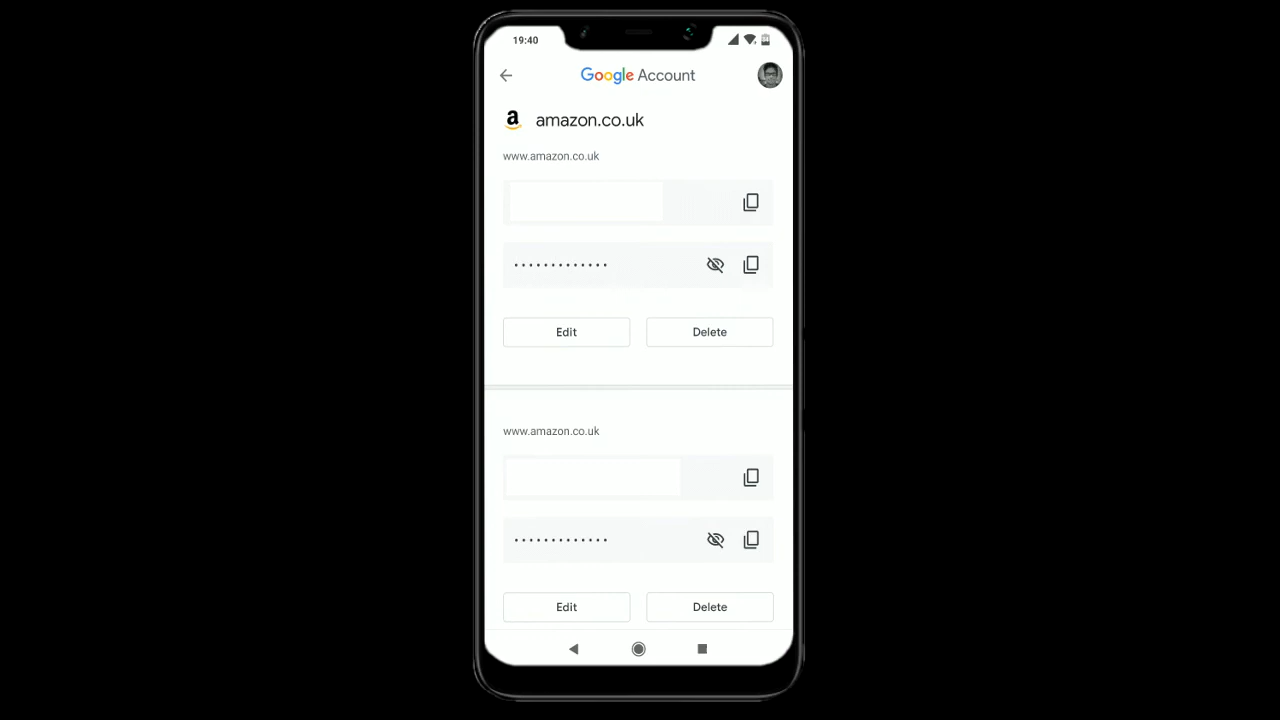 19:40
Google Account
amazon.co.uk
www.amazon.co.uk
•••••••••••••
Edit
Delete
www.amazon.co.uk
•••••••••••••
Edit
Delete